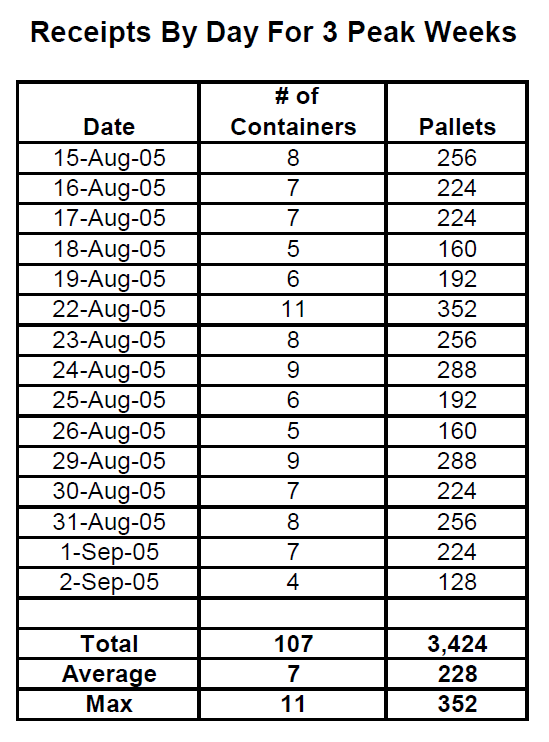 Receipts By Day For 3 Peak Weeks
# of
Date Containers Pallets
15-Aug-05 8 256
16-Aug-05 7 224
17-Aug-05 7 224
18-Aug-05 5 160
19-Aug-05 6 192
22-Aug-05 11 352
23-Aug-05 8 256
24-Aug-05 9 288
25-Aug-05 6 192
26-Aug-05 5 160
29-Aug-05 9 288
30-Aug-05 7 224
31-Aug-05 8 256
1-Sep-05 7 224
2-Sep-05 4 128
Total 107 3,424
Average 7 228
Max 11 352